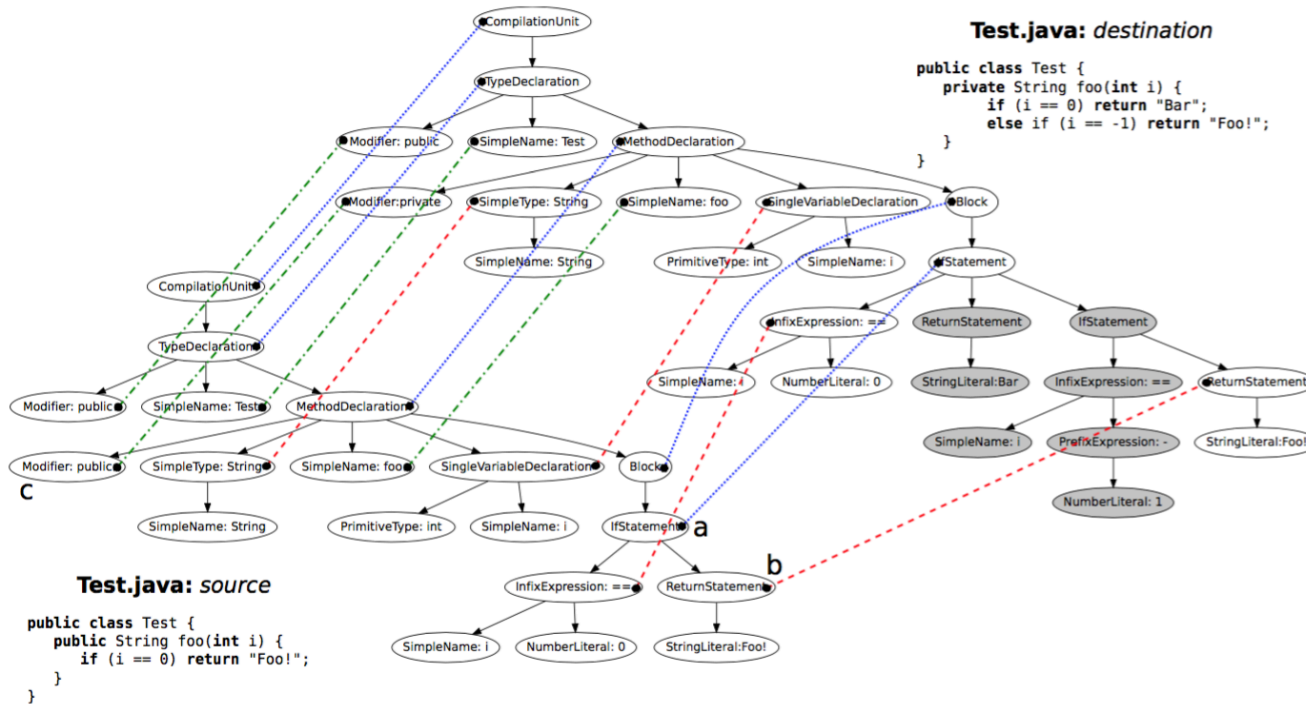 CompilationUnit
Test.java: destination
TypeDeclaration
public class Test {
private String foo(int i) {
if (i == 0) return "Bar";
else if (i == -1) return "Foo!";
}
}
Modifier: public
SimpleName: Test
MethodDeclaration
Modifier:private
SimpleType: String
SimpleName: foo
SingleVariableDeclaration
Block
SimpleName: String
PrimitiveType: int
SimpleName: i
IfStatement
CompilationUnit
InfixExpression: ==
ReturnStatement
IfStatement
TypeDeclaration
SimpleName: i
NumberLiteral: 0
StringLiteral:Bar
InfixExpression: ==
ReturnStatement
Modifier: public
SimpleName: Test
MethodDeclaration
SimpleName: i
PrefixExpression: -
StringLiteral:Foo!
Modifier: public
SimpleType: String
SimpleName: foo
SingleVariableDeclaration
Block
c
NumberLiteral: 1
SimpleName: String
PrimitiveType: int
SimpleName: i
IfStatement
a
b
Test.java: source
InfixExpression: ==
ReturnStatement
public class Test {
public String foo(int i) {
if (i == 0) return "Foo!";
}
}
SimpleName: i
NumberLiteral: 0
StringLiteral:Foo!